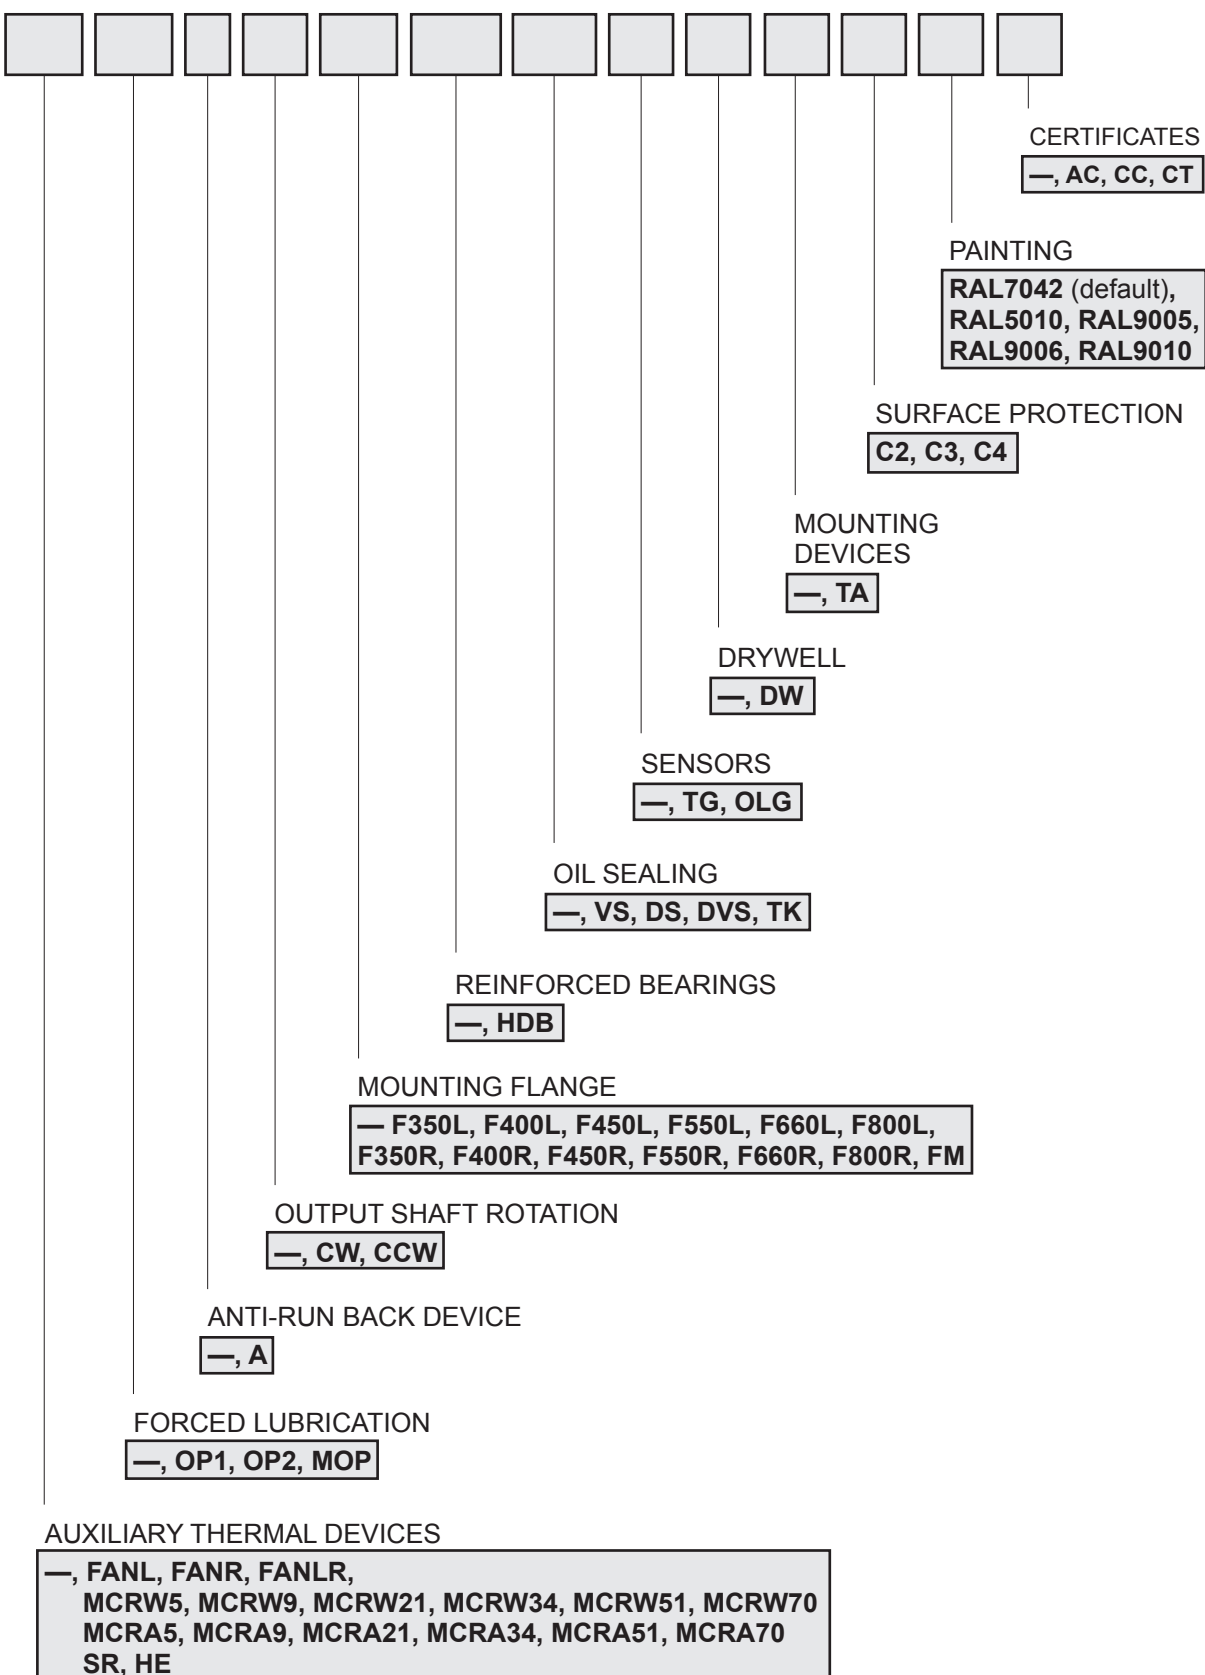 CERTIFICATES
—, AC, CC, CT
PAINTING
RAL7042 (default),
RAL5010, RAL9005,
RAL9006, RAL9010
SURFACE PROTECTION
C2, C3, C4
MOUNTING
DEVICES
—, TA
DRYWELL
—, DW
SENSORS
—, TG, OLG
OIL SEALING
—, VS, DS, DVS, TK
REINFORCED BEARINGS
—, HDB
MOUNTING FLANGE
— F350L, F400L, F450L, F550L, F660L, F800L,
F350R, F400R, F450R, F550R, F660R, F800R, FM
OUTPUT SHAFT ROTATION
—, CW, CCW
ANTI-RUN BACK DEVICE
—, A
FORCED LUBRICATION
—, OP1, OP2, MOP
AUXILIARY THERMAL DEVICES
—, FANL, FANR, FANLR,
MCRW5, MCRW9, MCRW21, MCRW34, MCRW51, MCRW70
MCRA5, MCRA9, MCRA21, MCRA34, MCRA51, MCRA70
SR, HE